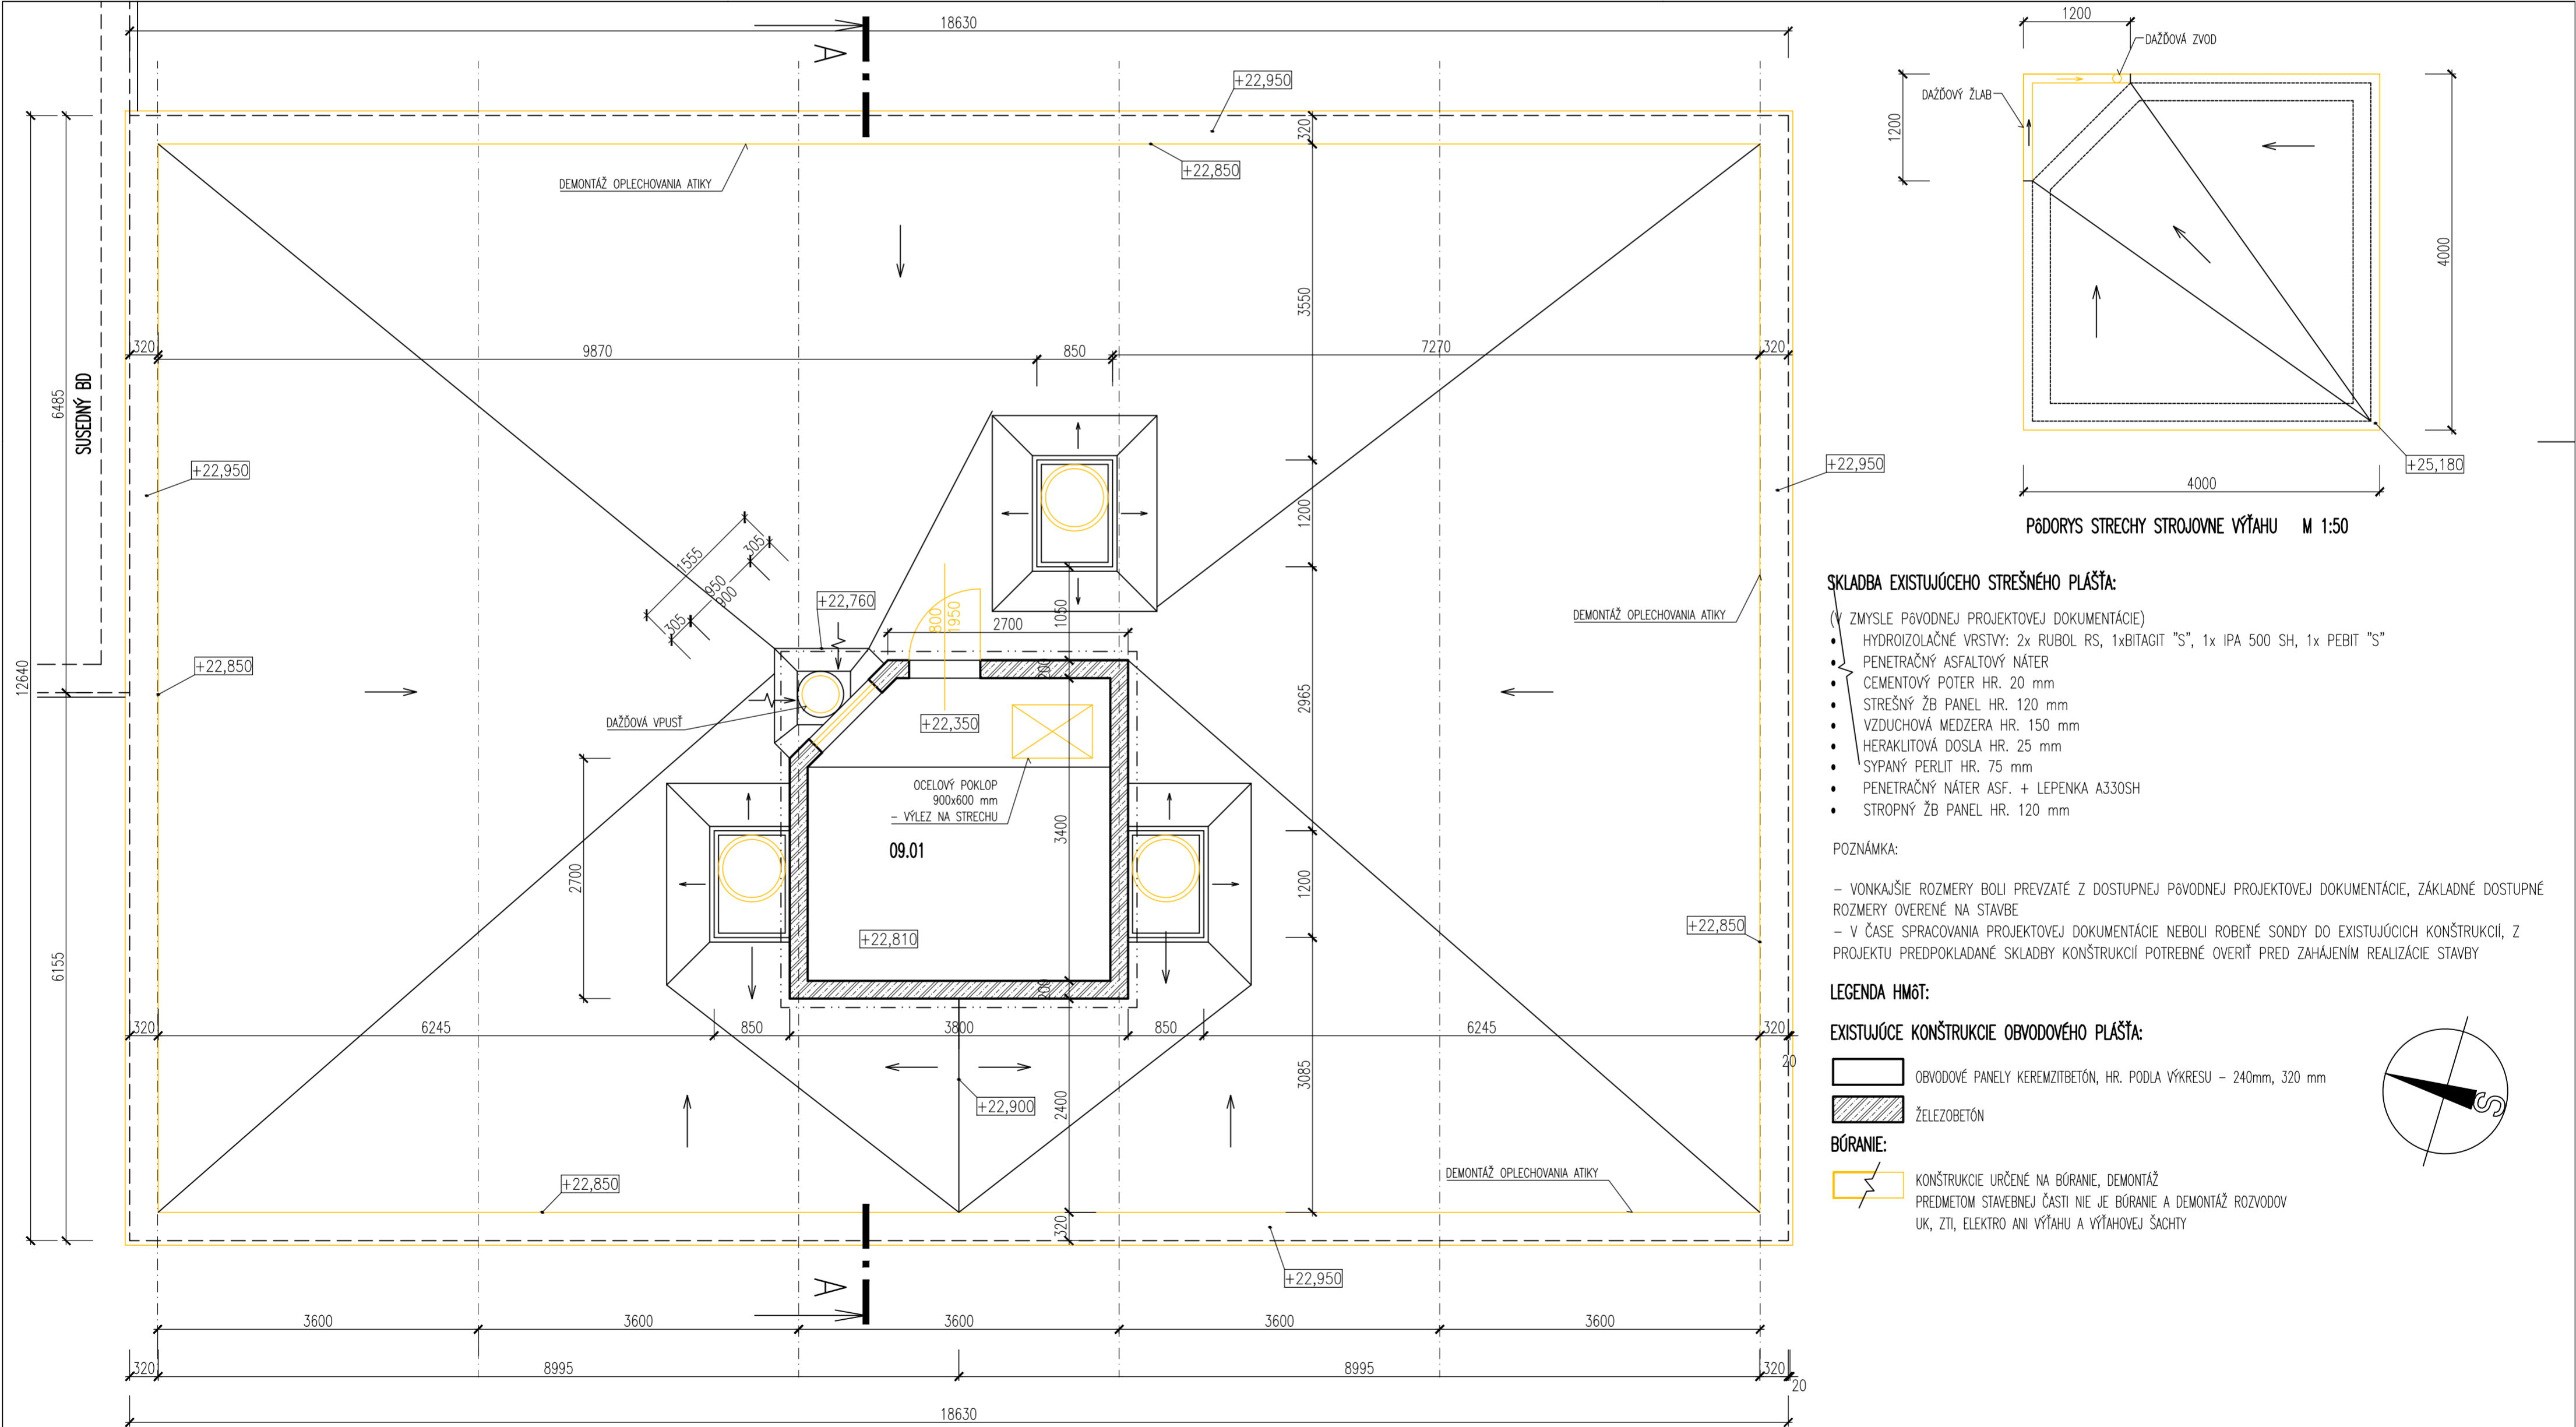 18630
A
+22,950
320
DEMONTÁŽ OPLECHOVANIA ATIKY
+22,850
3550
320
9870
850
7270
320
SUSEDNÝ BD
6485
12640
+22,950
+22,950
1200
1555
305
950
900
305
+22,760
800
1950
1050
2700
DEMONTÁŽ OPLECHOVANIA ATIKY
+22,850
200
2965
DAŽĎOVÁ VPUSŤ
+22,350
OCELOVÝ POKLOP
900x600 mm
– VÝLEZ NA STRECHU
3400
09.01
2700
1200
+22,810
+22,850
6155
200
320
6245
850
3800
850
6245
320
20
3085
2400
+22,900
DEMONTÁŽ OPLECHOVANIA ATIKY
+22,850
320
A
+22,950
3600
3600
3600
3600
3600
320
8995
8995
320
20
18630
1200
DAŽĎOVÁ ZVOD
DAŽĎOVÝ ŽLAB
1200
4000
+25,180
4000
PôDORYS STRECHY STROJOVNE VÝŤAHU M 1:50
SKLADBA EXISTUJÚCEHO STREŠNÉHO PLÁŠŤA:
(V ZMYSLE PôVODNEJ PROJEKTOVEJ DOKUMENTÁCIE)
• HYDROIZOLAČNÉ VRSTVY: 2x RUBOL RS, 1xBITAGIT "S", 1x IPA 500 SH, 1x PEBIT "S"
• PENETRAČNÝ ASFALTOVÝ NÁTER
• CEMENTOVÝ POTER HR. 20 mm
• STREŠNÝ ŽB PANEL HR. 120 mm
• VZDUCHOVÁ MEDZERA HR. 150 mm
• HERAKLITOVÁ DOSLA HR. 25 mm
• SYPANÝ PERLIT HR. 75 mm
• PENETRAČNÝ NÁTER ASF. + LEPENKA A330SH
• STROPNÝ ŽB PANEL HR. 120 mm
POZNÁMKA:
– VONKAJŠIE ROZMERY BOLI PREVZATÉ Z DOSTUPNEJ PôVODNEJ PROJEKTOVEJ DOKUMENTÁCIE, ZÁKLADNÉ DOSTUPNÉ
ROZMERY OVERENÉ NA STAVBE
– V ČASE SPRACOVANIA PROJEKTOVEJ DOKUMENTÁCIE NEBOLI ROBENÉ SONDY DO EXISTUJÚCICH KONŠTRUKCIÍ, Z
PROJEKTU PREDPOKLADANÉ SKLADBY KONŠTRUKCIÍ POTREBNÉ OVERIŤ PRED ZAHÁJENÍM REALIZÁCIE STAVBY
LEGENDA HMôT:
EXISTUJÚCE KONŠTRUKCIE OBVODOVÉHO PLÁŠŤA:
OBVODOVÉ PANELY KEREMZITBETÓN, HR. PODLA VÝKRESU – 240mm, 320 mm
ŽELEZOBETÓN
BÚRANIE:
KONŠTRUKCIE URČENÉ NA BÚRANIE, DEMONTÁŽ
PREDMETOM STAVEBNEJ ČASTI NIE JE BÚRANIE A DEMONTÁŽ ROZVODOV
UK, ZTI, ELEKTRO ANI VÝŤAHU A VÝŤAHOVEJ ŠACHTY
S